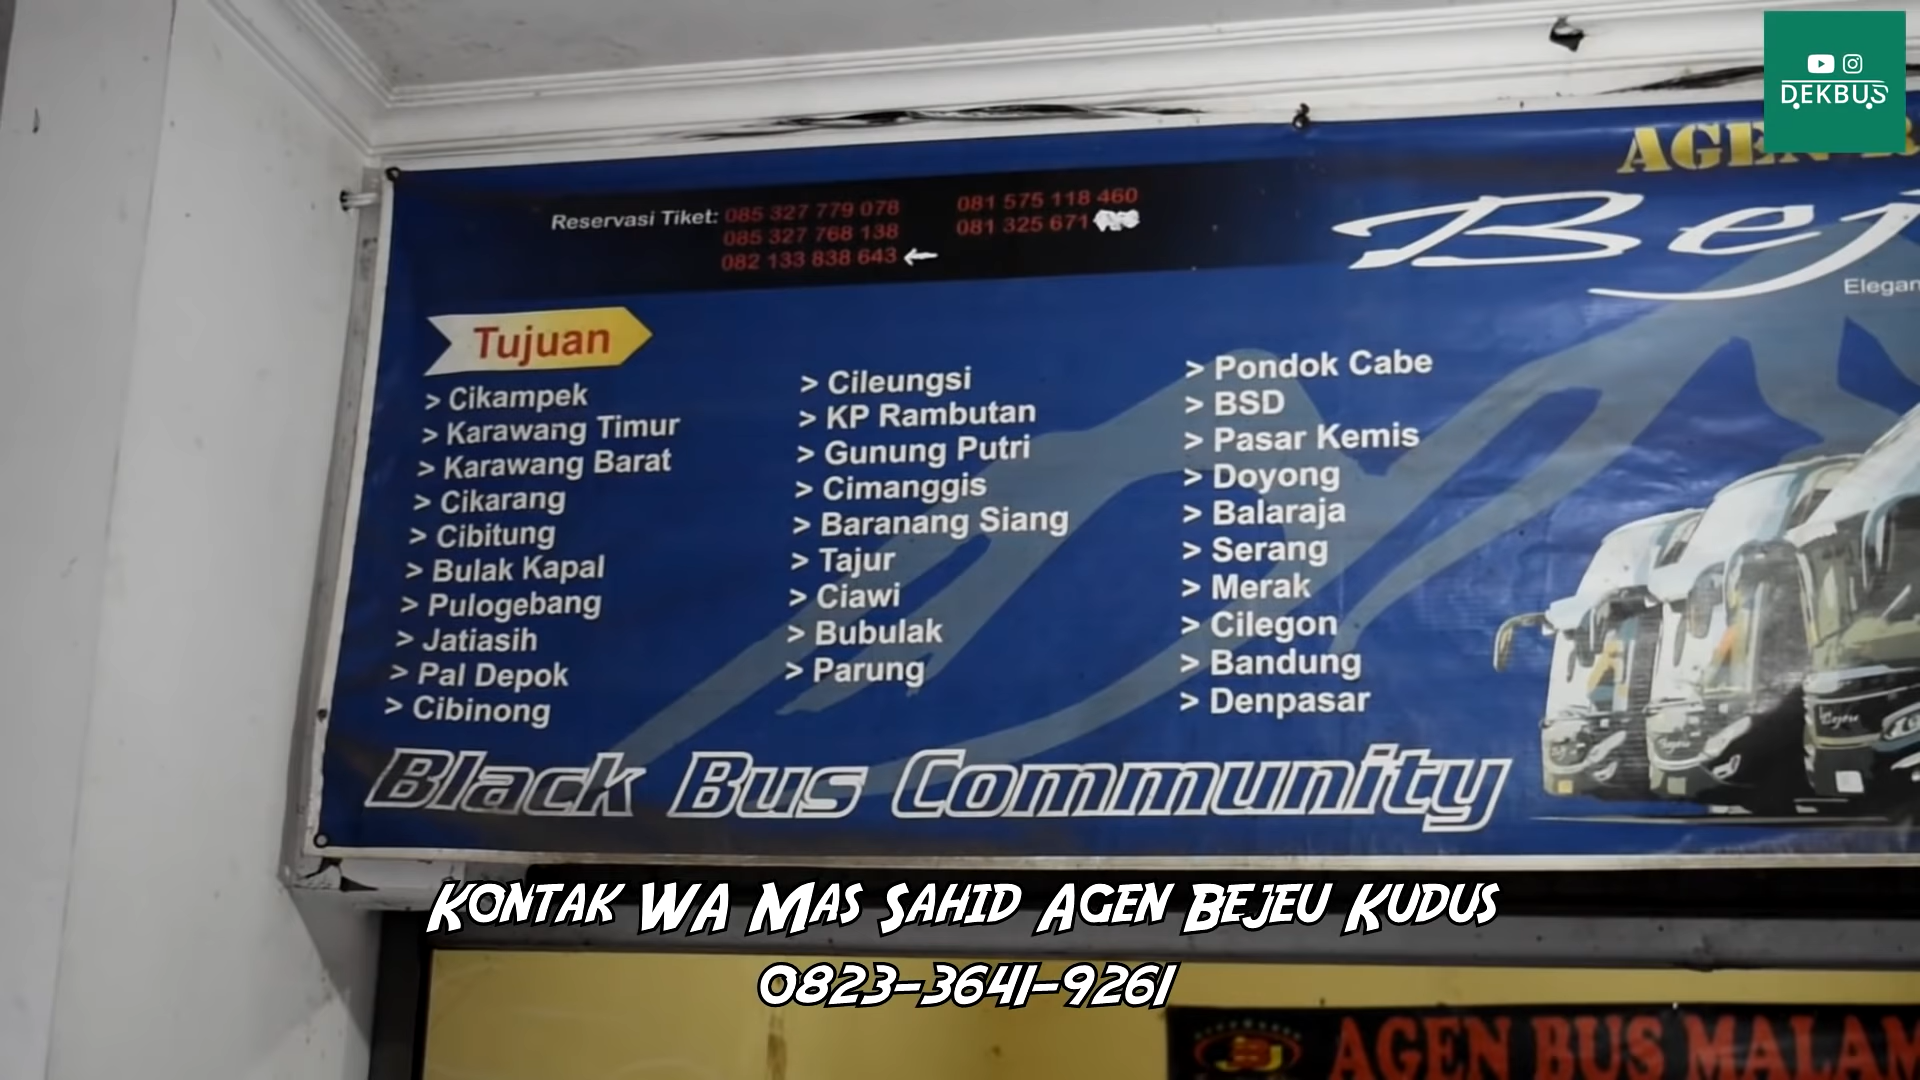 DEKBUS
AGEN
Reservasi Tiket: 085 327 779 078
085 327 768 138
082 133 838 643
081 575 118 460
081 325 671
Bej
Elegan
Tujuan
> Cikampek
> Karawang Timur
> Karawang Barat
> Cikarang
> Cibitung
> Bulak Kapal
> Pulogebang
> Jatiasih
> Pal Depok
> Cibinong
> Cileungsi
> KP Rambutan
> Gunung Putri
> Cimanggis
> Baranang Siang
> Tajur
> Ciawi
> Bubulak
> Parung
> Pondok Cabe
> BSD
> Pasar Kemis
> Doyong
> Balaraja
> Serang
> Merak
> Cilegon
> Bandung
> Denpasar
Black Bus Community
KONTAK WA MAS SAHID AGEN BEJEU KUDUS
0823-3641-9261
AGEN BUS MALAM